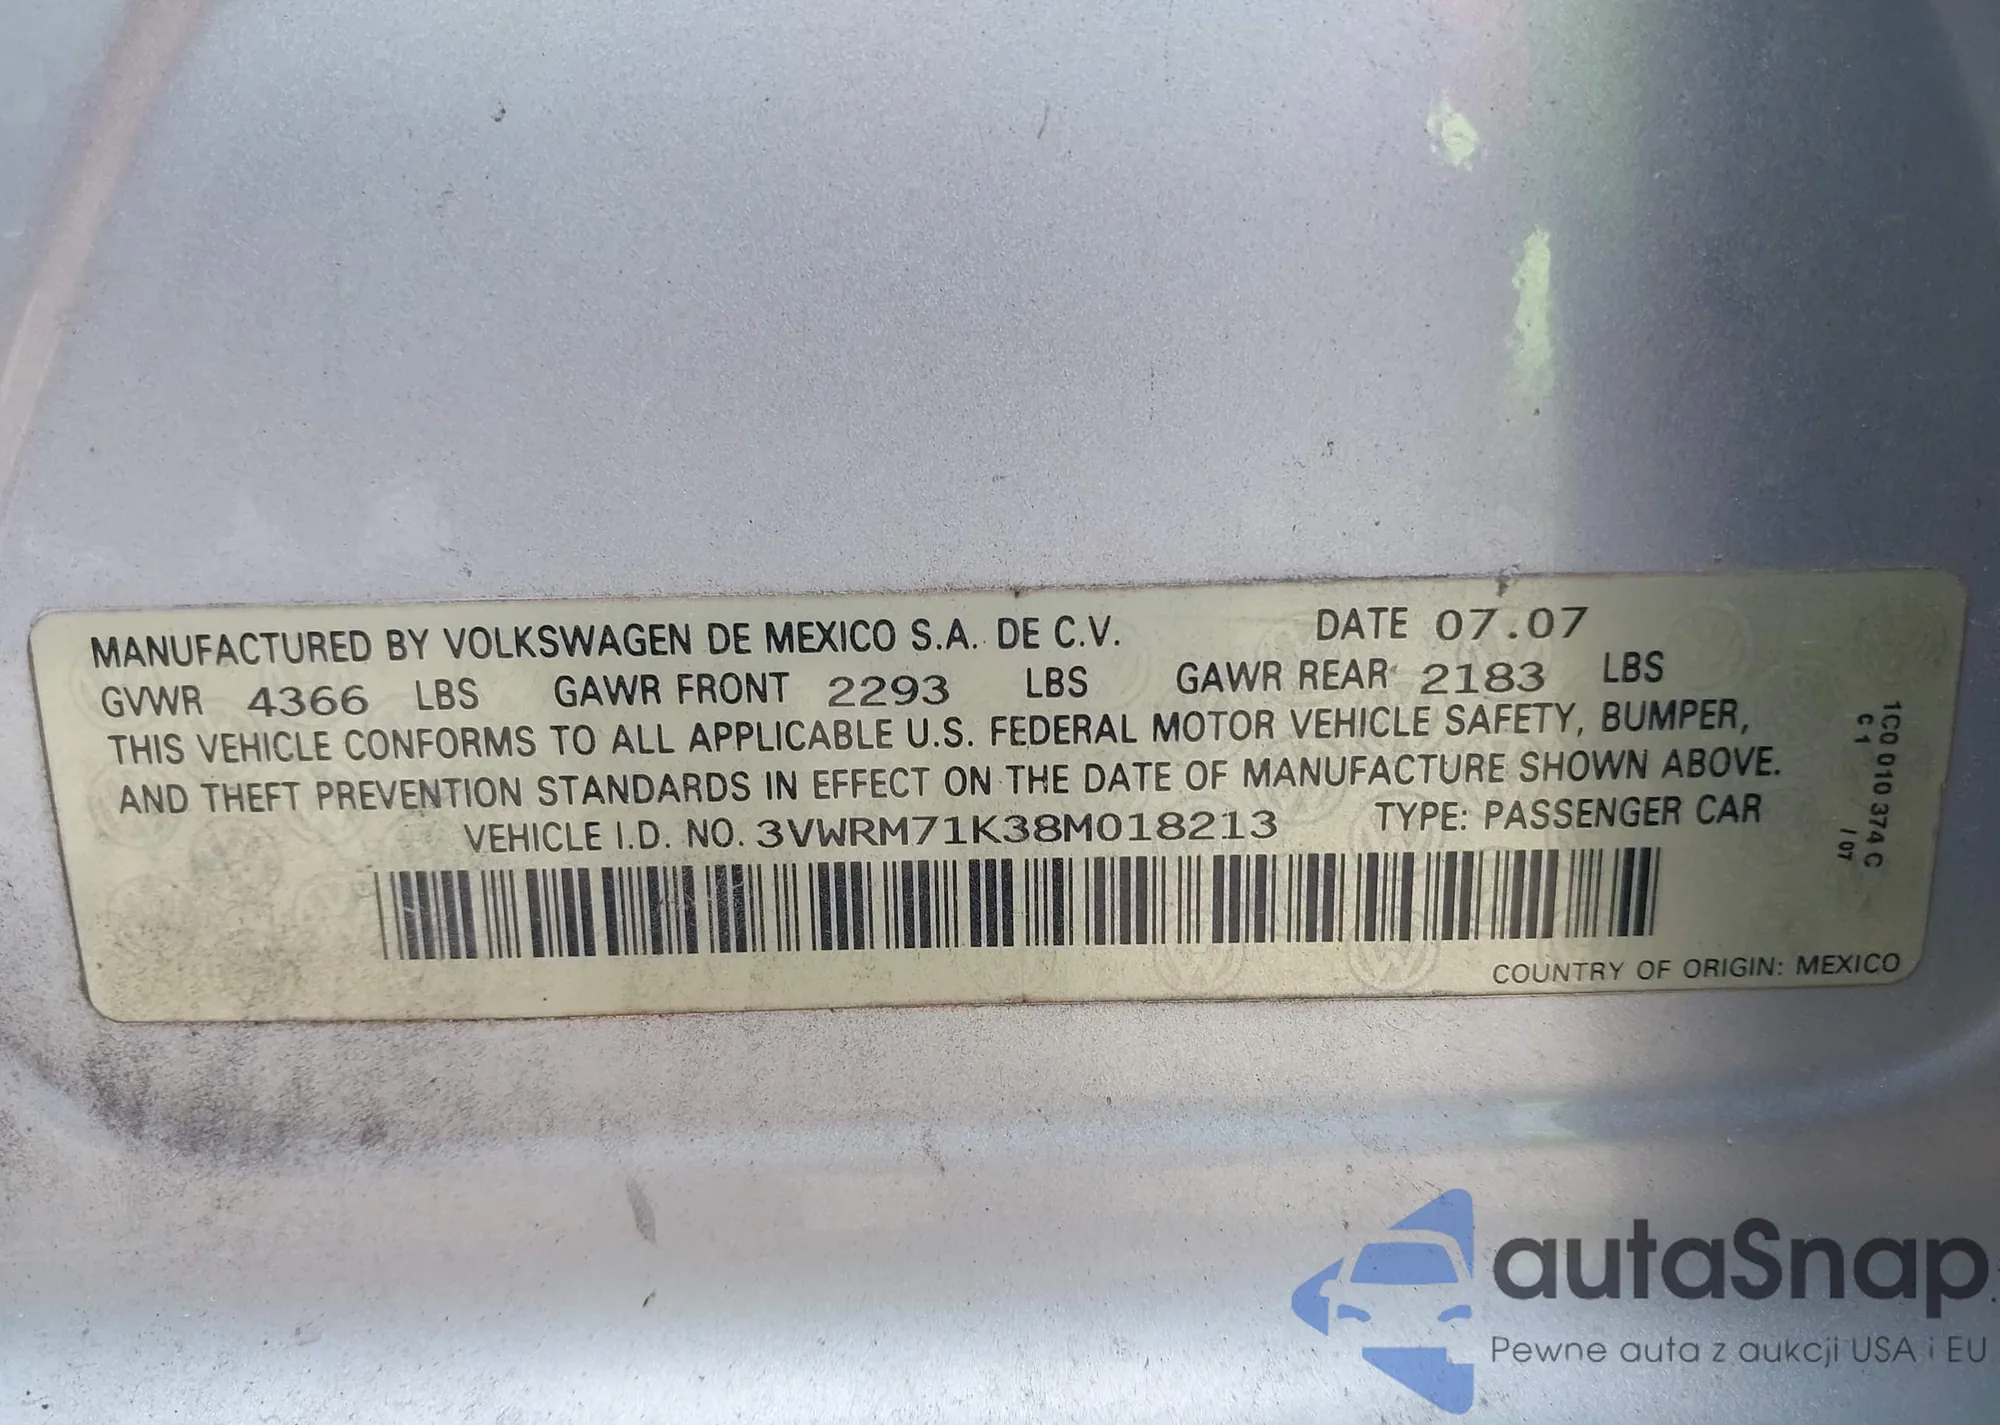 MANUFACTURED BY VOLKSWAGEN DE MEXICO S.A. DE C.V. DATE 07.07
GVWR 4366 LBS GAWR FRONT 2293 LBS GAWR REAR 2183 LBS
THIS VEHICLE CONFORMS TO ALL APPLICABLE U.S. FEDERAL MOTOR VEHICLE SAFETY, BUMPER,
AND THEFT PREVENTION STANDARDS IN EFFECT ON THE DATE OF MANUFACTURE SHOWN ABOVE.
VEHICLE I.D. NO. 3VWRM71K38M018213 TYPE: PASSENGER CAR
COUNTRY OF ORIGIN: MEXICO
1C0 010 374 C
C 1 / 07
autaSnap.
Pewne auta z aukcji USA i EU